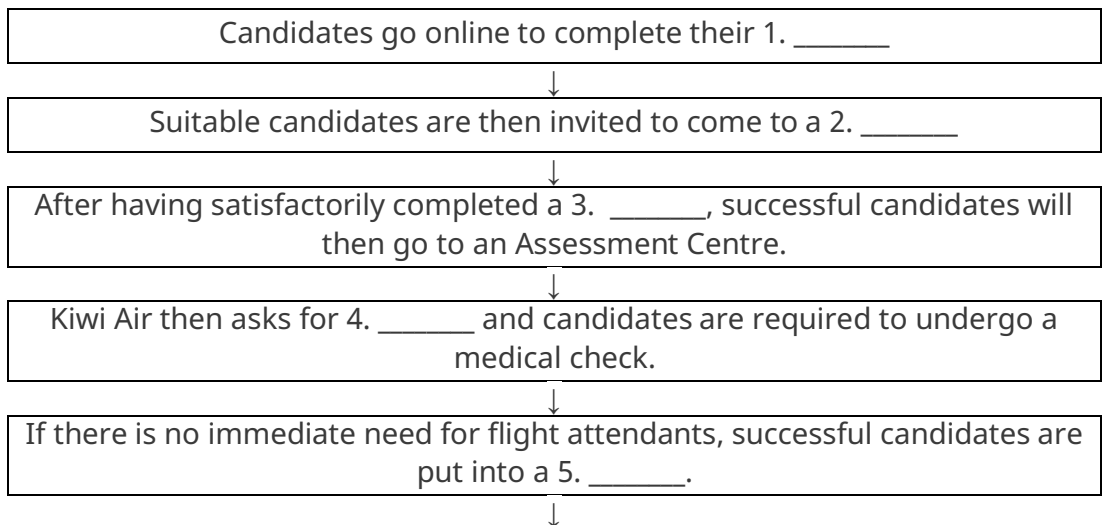 Candidates go online to complete their 1. _______
↓
Suitable candidates are then invited to come to a 2. _______
↓
After having satisfactorily completed a 3. _______, successful candidates will
then go to an Assessment Centre.
↓
Kiwi Air then asks for 4. _______ and candidates are required to undergo a
medical check.
↓
If there is no immediate need for flight attendants, successful candidates are
put into a 5. _______.
↓